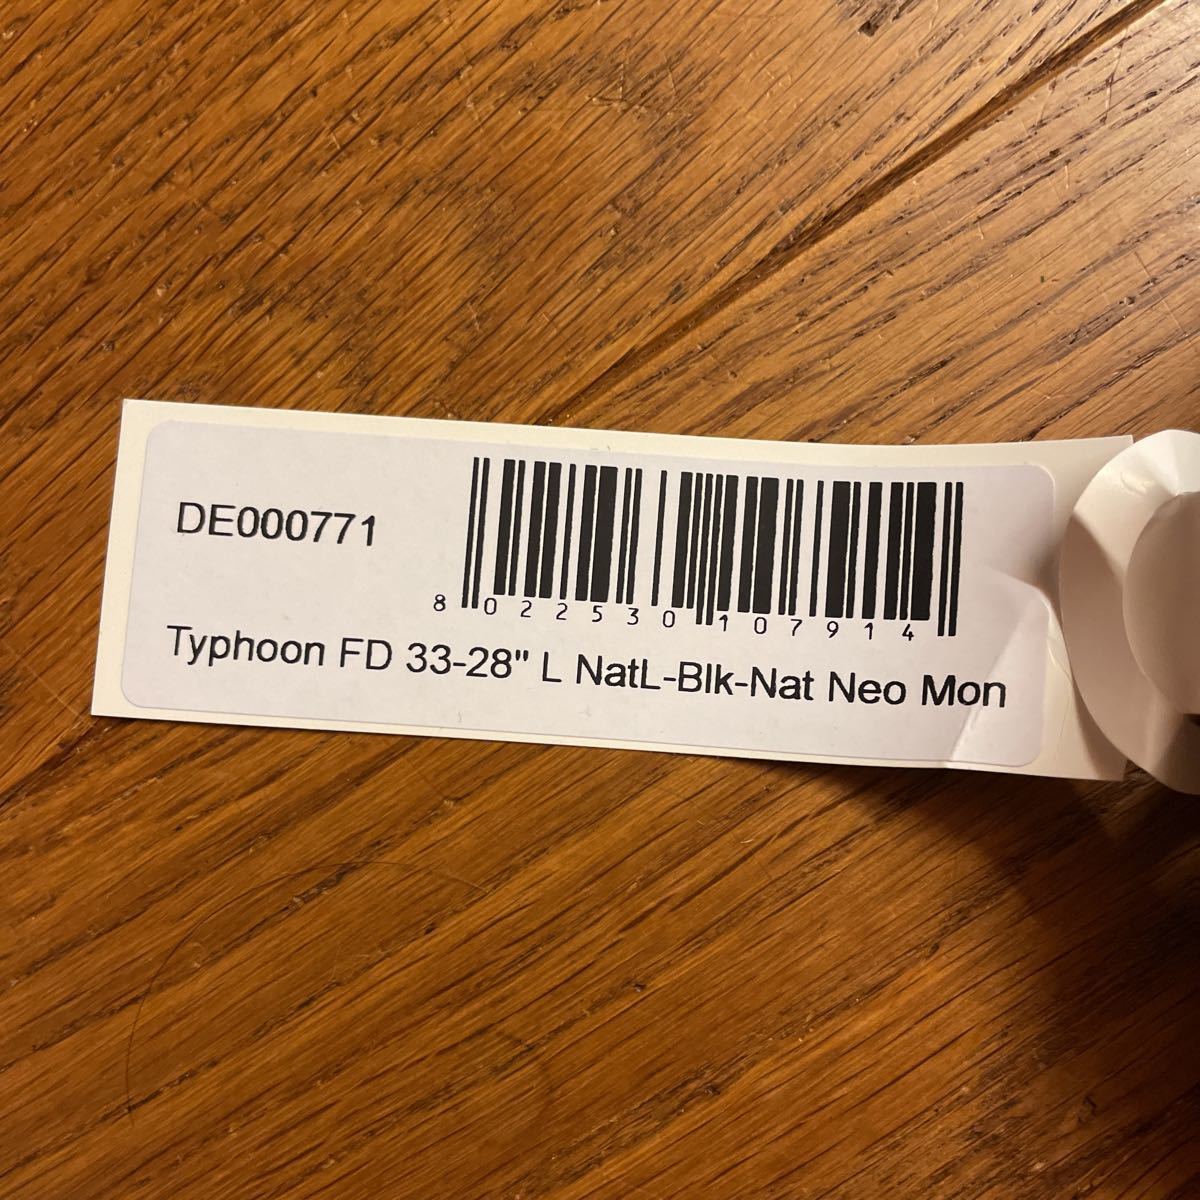 DE000771
8 022530 107914
Typhoon FD 33-28" L NatL-Blk-Nat Neo Mon